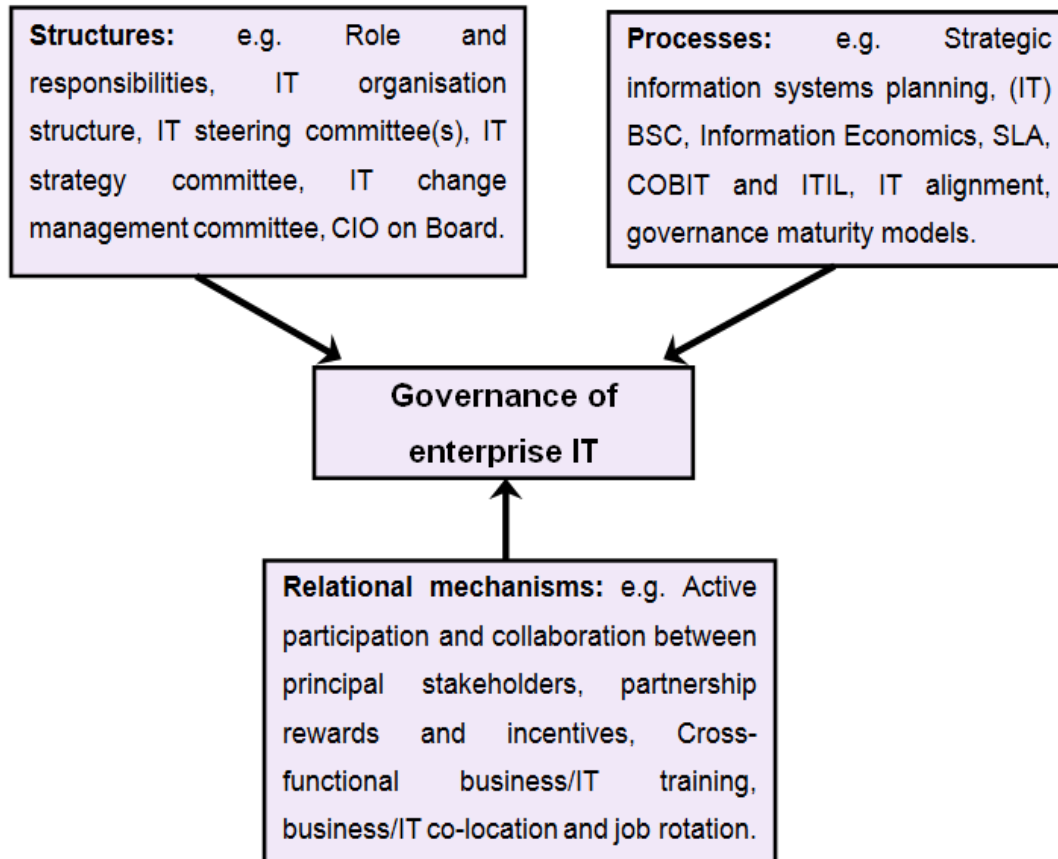 Structures: e.g. Role and
responsibilities, IT organisation
structure, IT steering committee(s), IT
strategy committee, IT change
management committee, CIO on Board.
Processes: e.g. Strategic
information systems planning, (IT)
BSC, Information Economics, SLA,
COBIT and ITIL, IT alignment,
governance maturity models.
Governance of
enterprise IT
Relational mechanisms: e.g. Active
participation and collaboration between
principal stakeholders, partnership
rewards and incentives, Cross-
functional business/IT training,
business/IT co-location and job rotation.